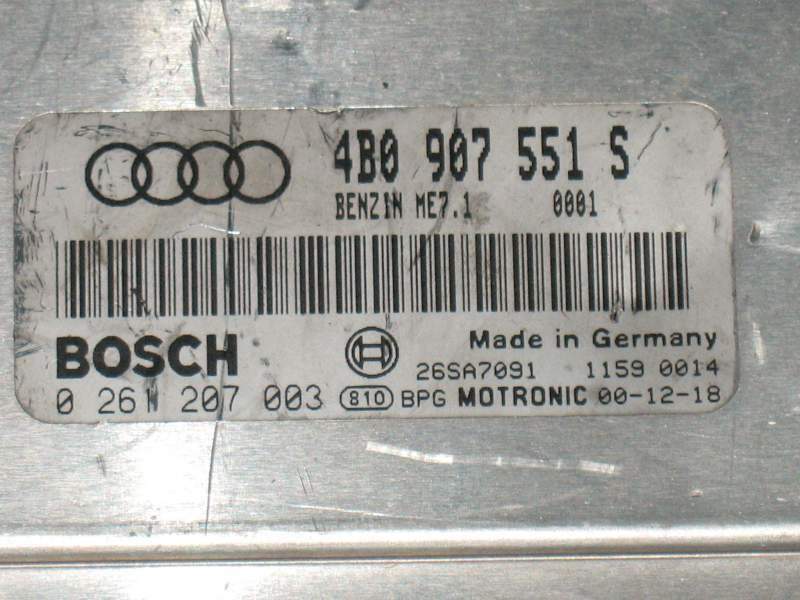 4B0 907 551 S
BENZIN ME7.1 0001
BOSCH Made in Germany
26SA7091 1159 0014
0 261 207 003 810 BPG MOTRONIC 00-12-18